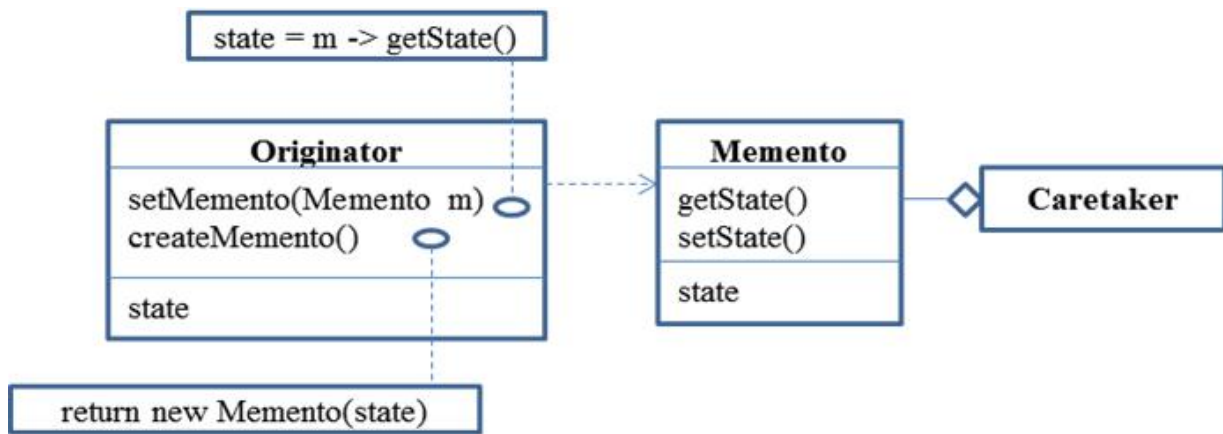 state = m -> getState()
Originator
setMemento(Memento m)
createMemento()
state
return new Memento(state)
Memento
getState()
setState()
state
Caretaker